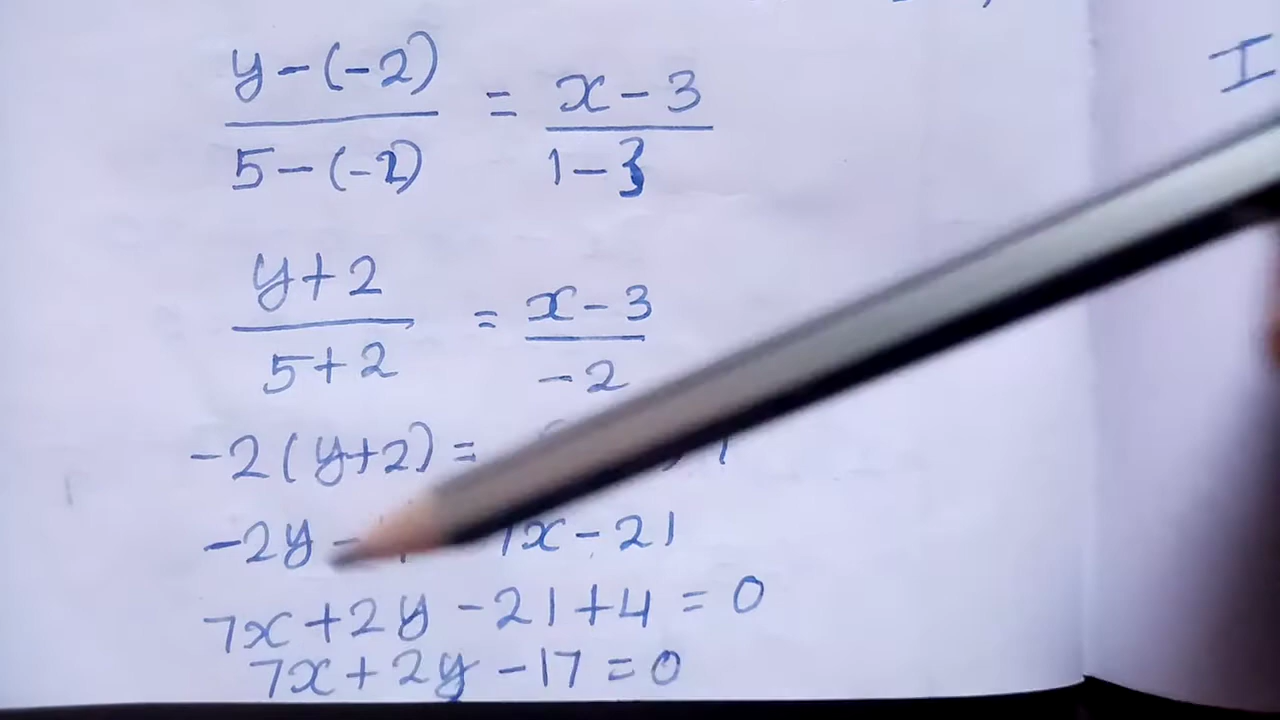 y-(-2) / 5-(-2) = x-3 / 1-3
y+2 / 5+2 = x-3 / -2
-2(y+2) =
-2y - 7x-21
7x+2y-21+4=0
7x+2y-17=0
I